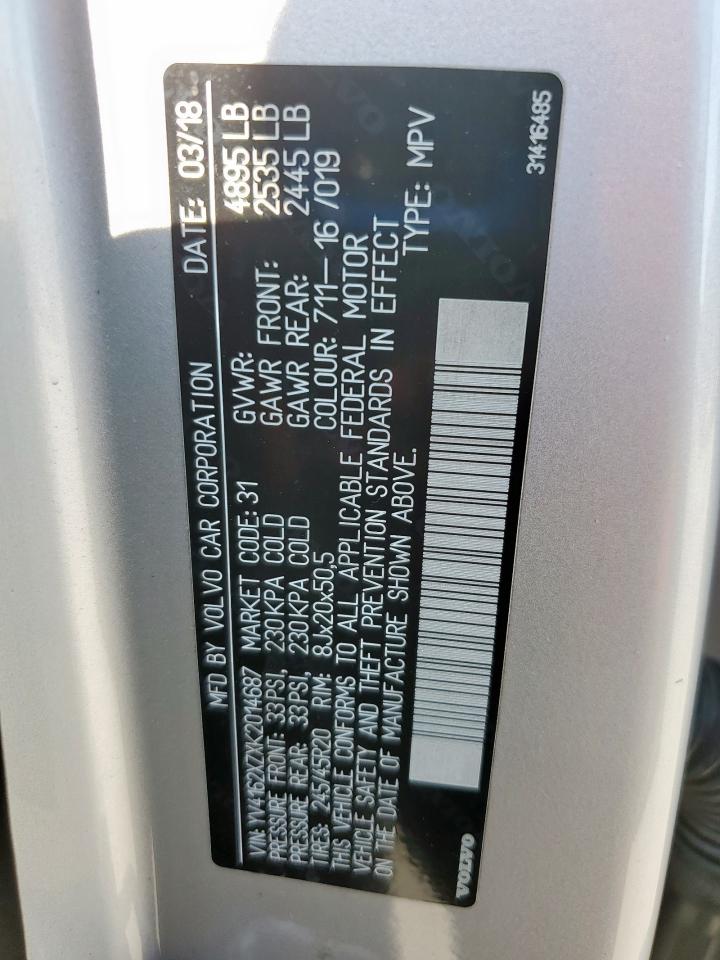 MFD BY VOLVO CAR CORPORATION DATE: 03/18
VIN: YV4162XZXK2014687 MARKET CODE: 31 GVWR: 4895 LB
PRESSURE FRONT: 33PSI, 230KPA COLD GAWR FRONT: 2535 LB
PRESSURE REAR: 33PSI, 230KPA COLD GAWR REAR: 2445 LB
TIRES: 245/45R20 RIM: 8Jx20x50,5 COLOUR: 711-16 /019
THIS VEHICLE CONFORMS TO ALL APPLICABLE FEDERAL MOTOR
VEHICLE SAFETY AND THEFT PREVENTION STANDARDS IN EFFECT
ON THE DATE OF MANUFACTURE SHOWN ABOVE. TYPE: MPV
VOLVO 31416485